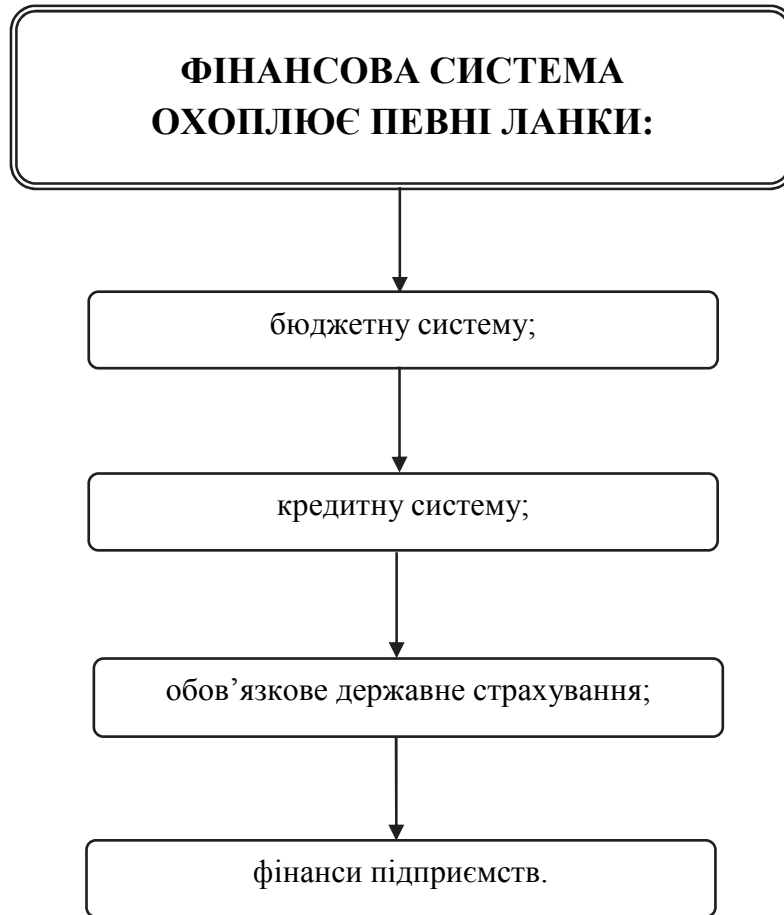 ФІНАНСОВА СИСТЕМА
ОХОПЛЮЄ ПЕВНІ ЛАНКИ:
бюджетну систему;
кредитну систему;
обов’язкове державне страхування;
фінанси підприємств.